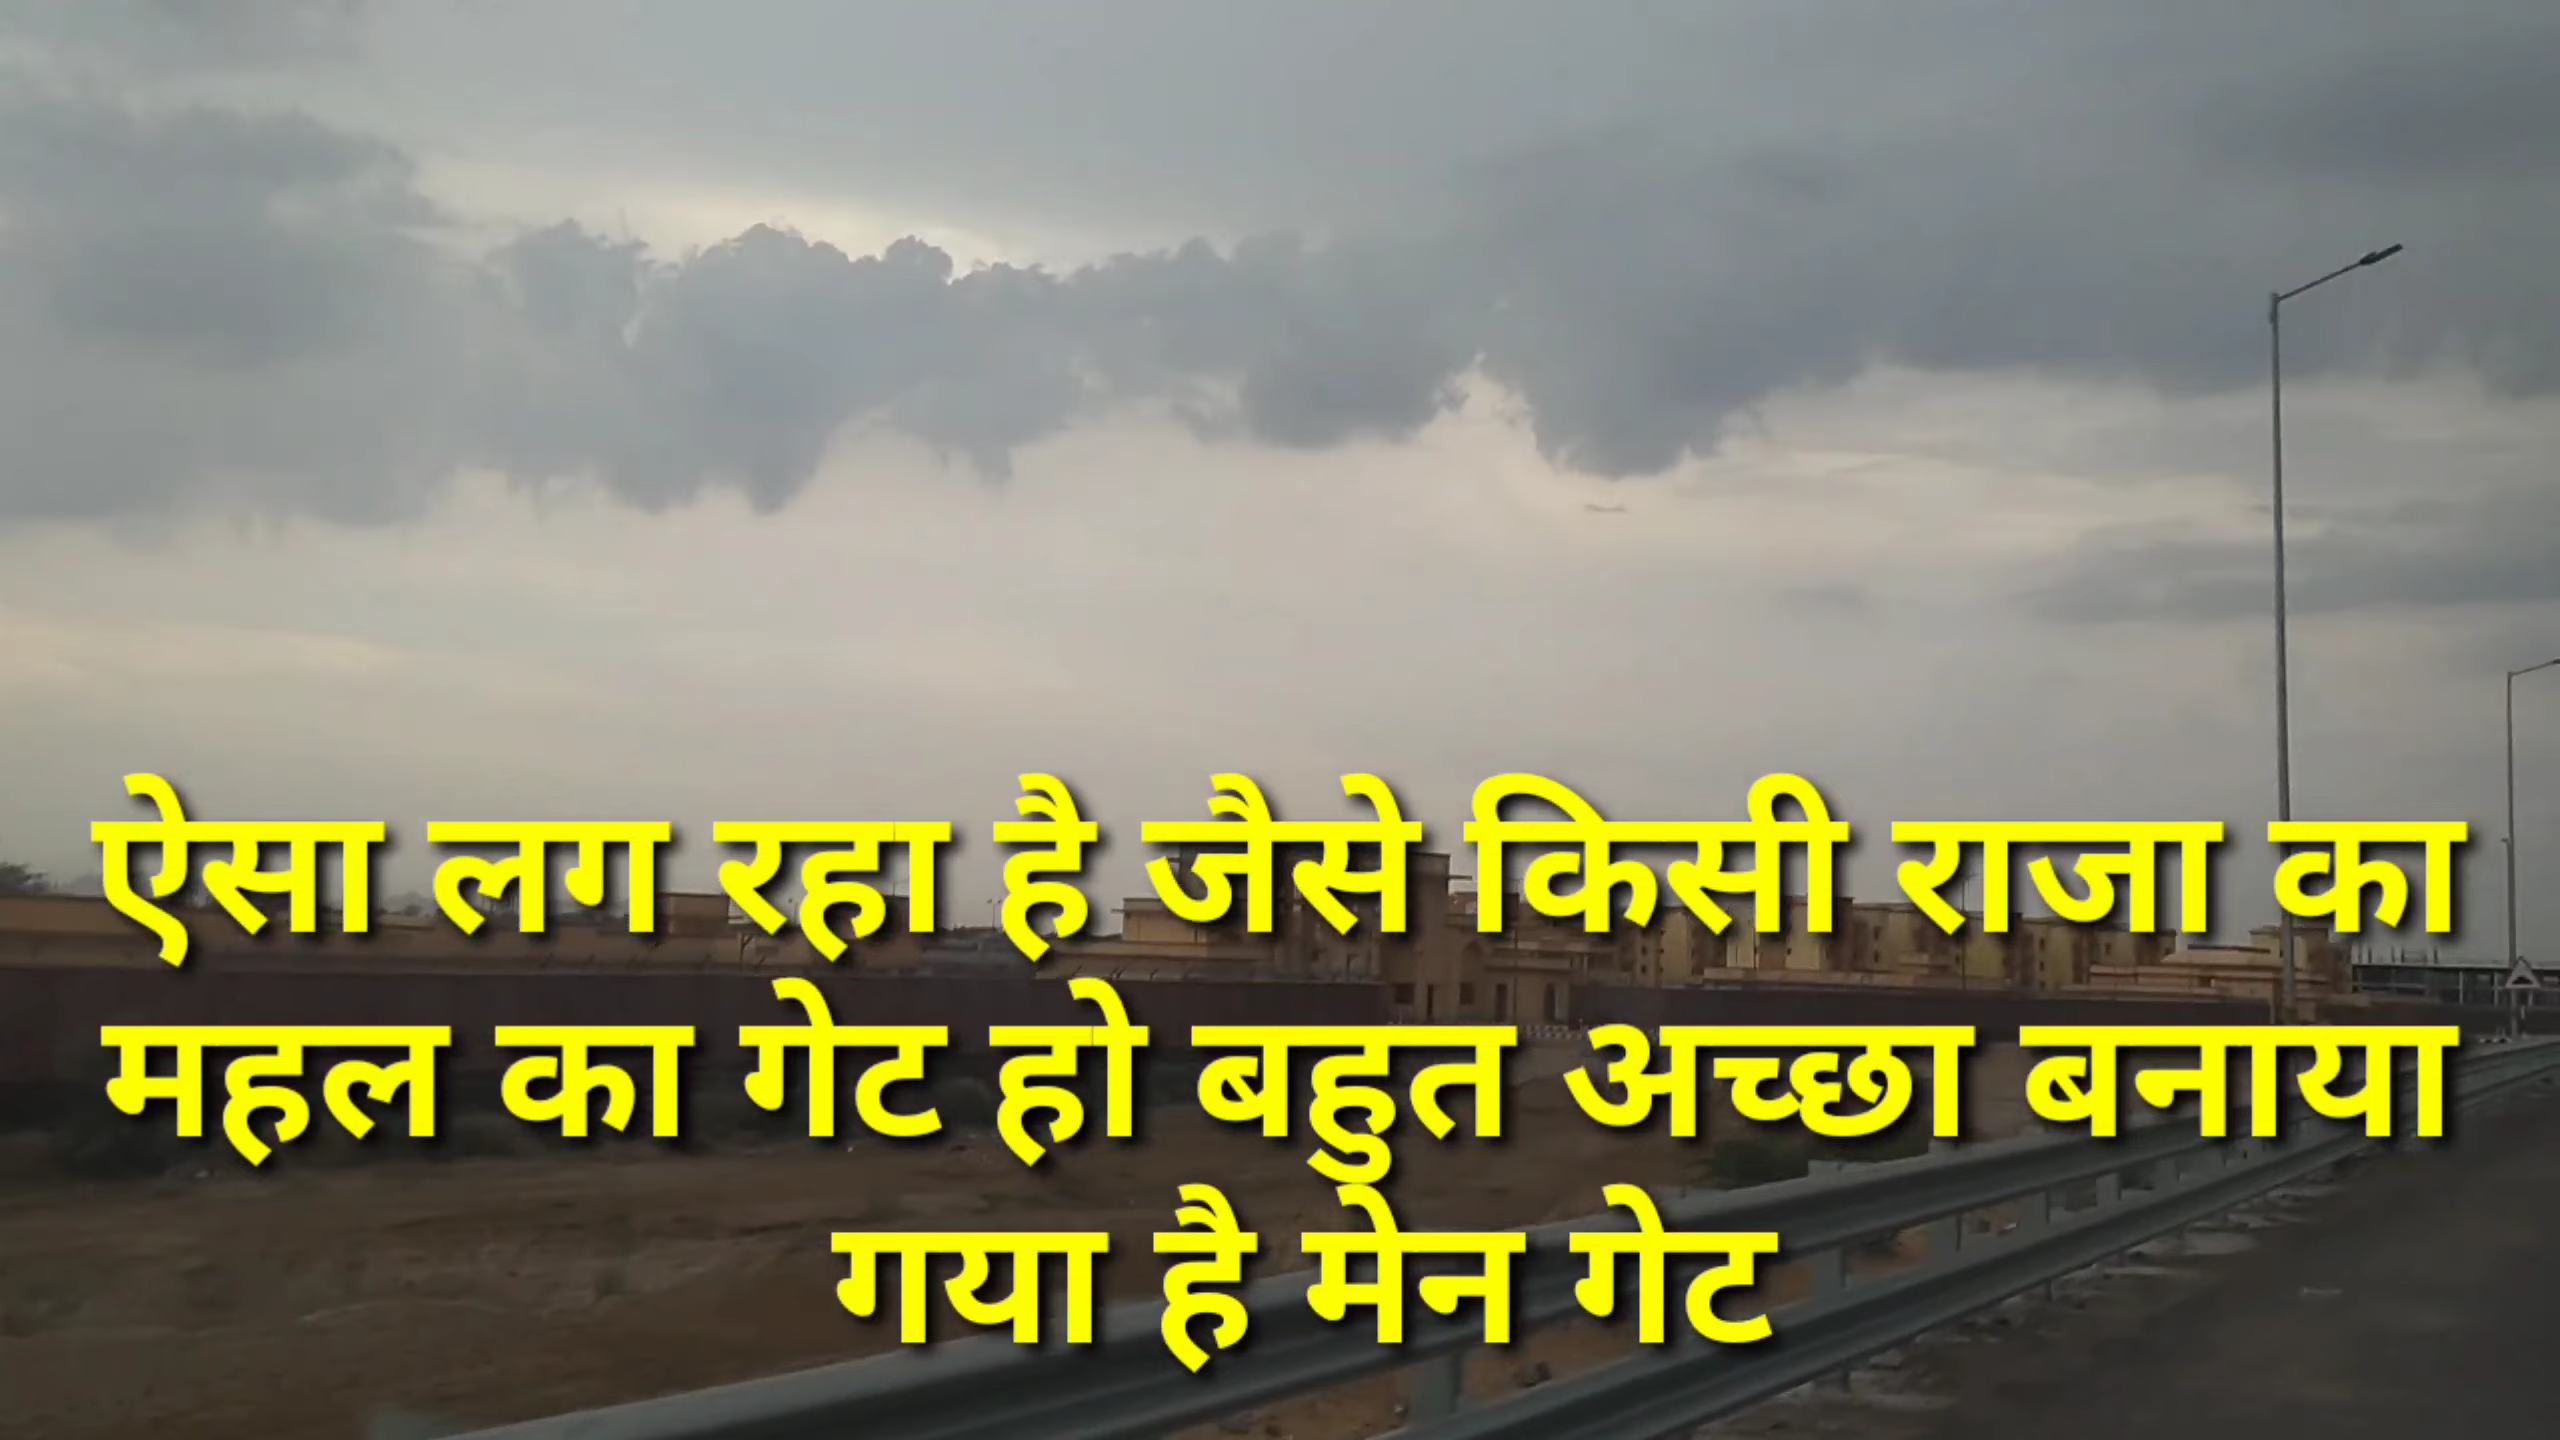 ऐसा लग रहा है जैसे किसी राजा का
महल का गेट हो बहुत अच्छा बनाया
गया है मेन गेट